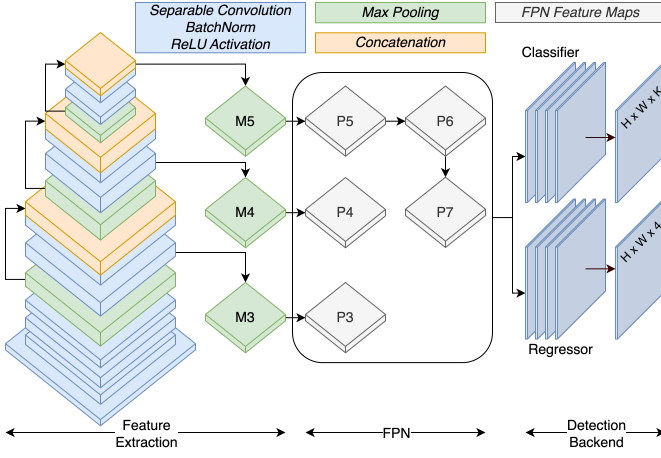 Separable Convolution
BatchNorm
ReLU Activation
Max Pooling
Concatenation
FPN Feature Maps
Classifier
M5
P5
P6
H x W x K
M4
P4
P7
H x W x 4
M3
P3
Regressor
Feature
Extraction
FPN
Detection
Backend